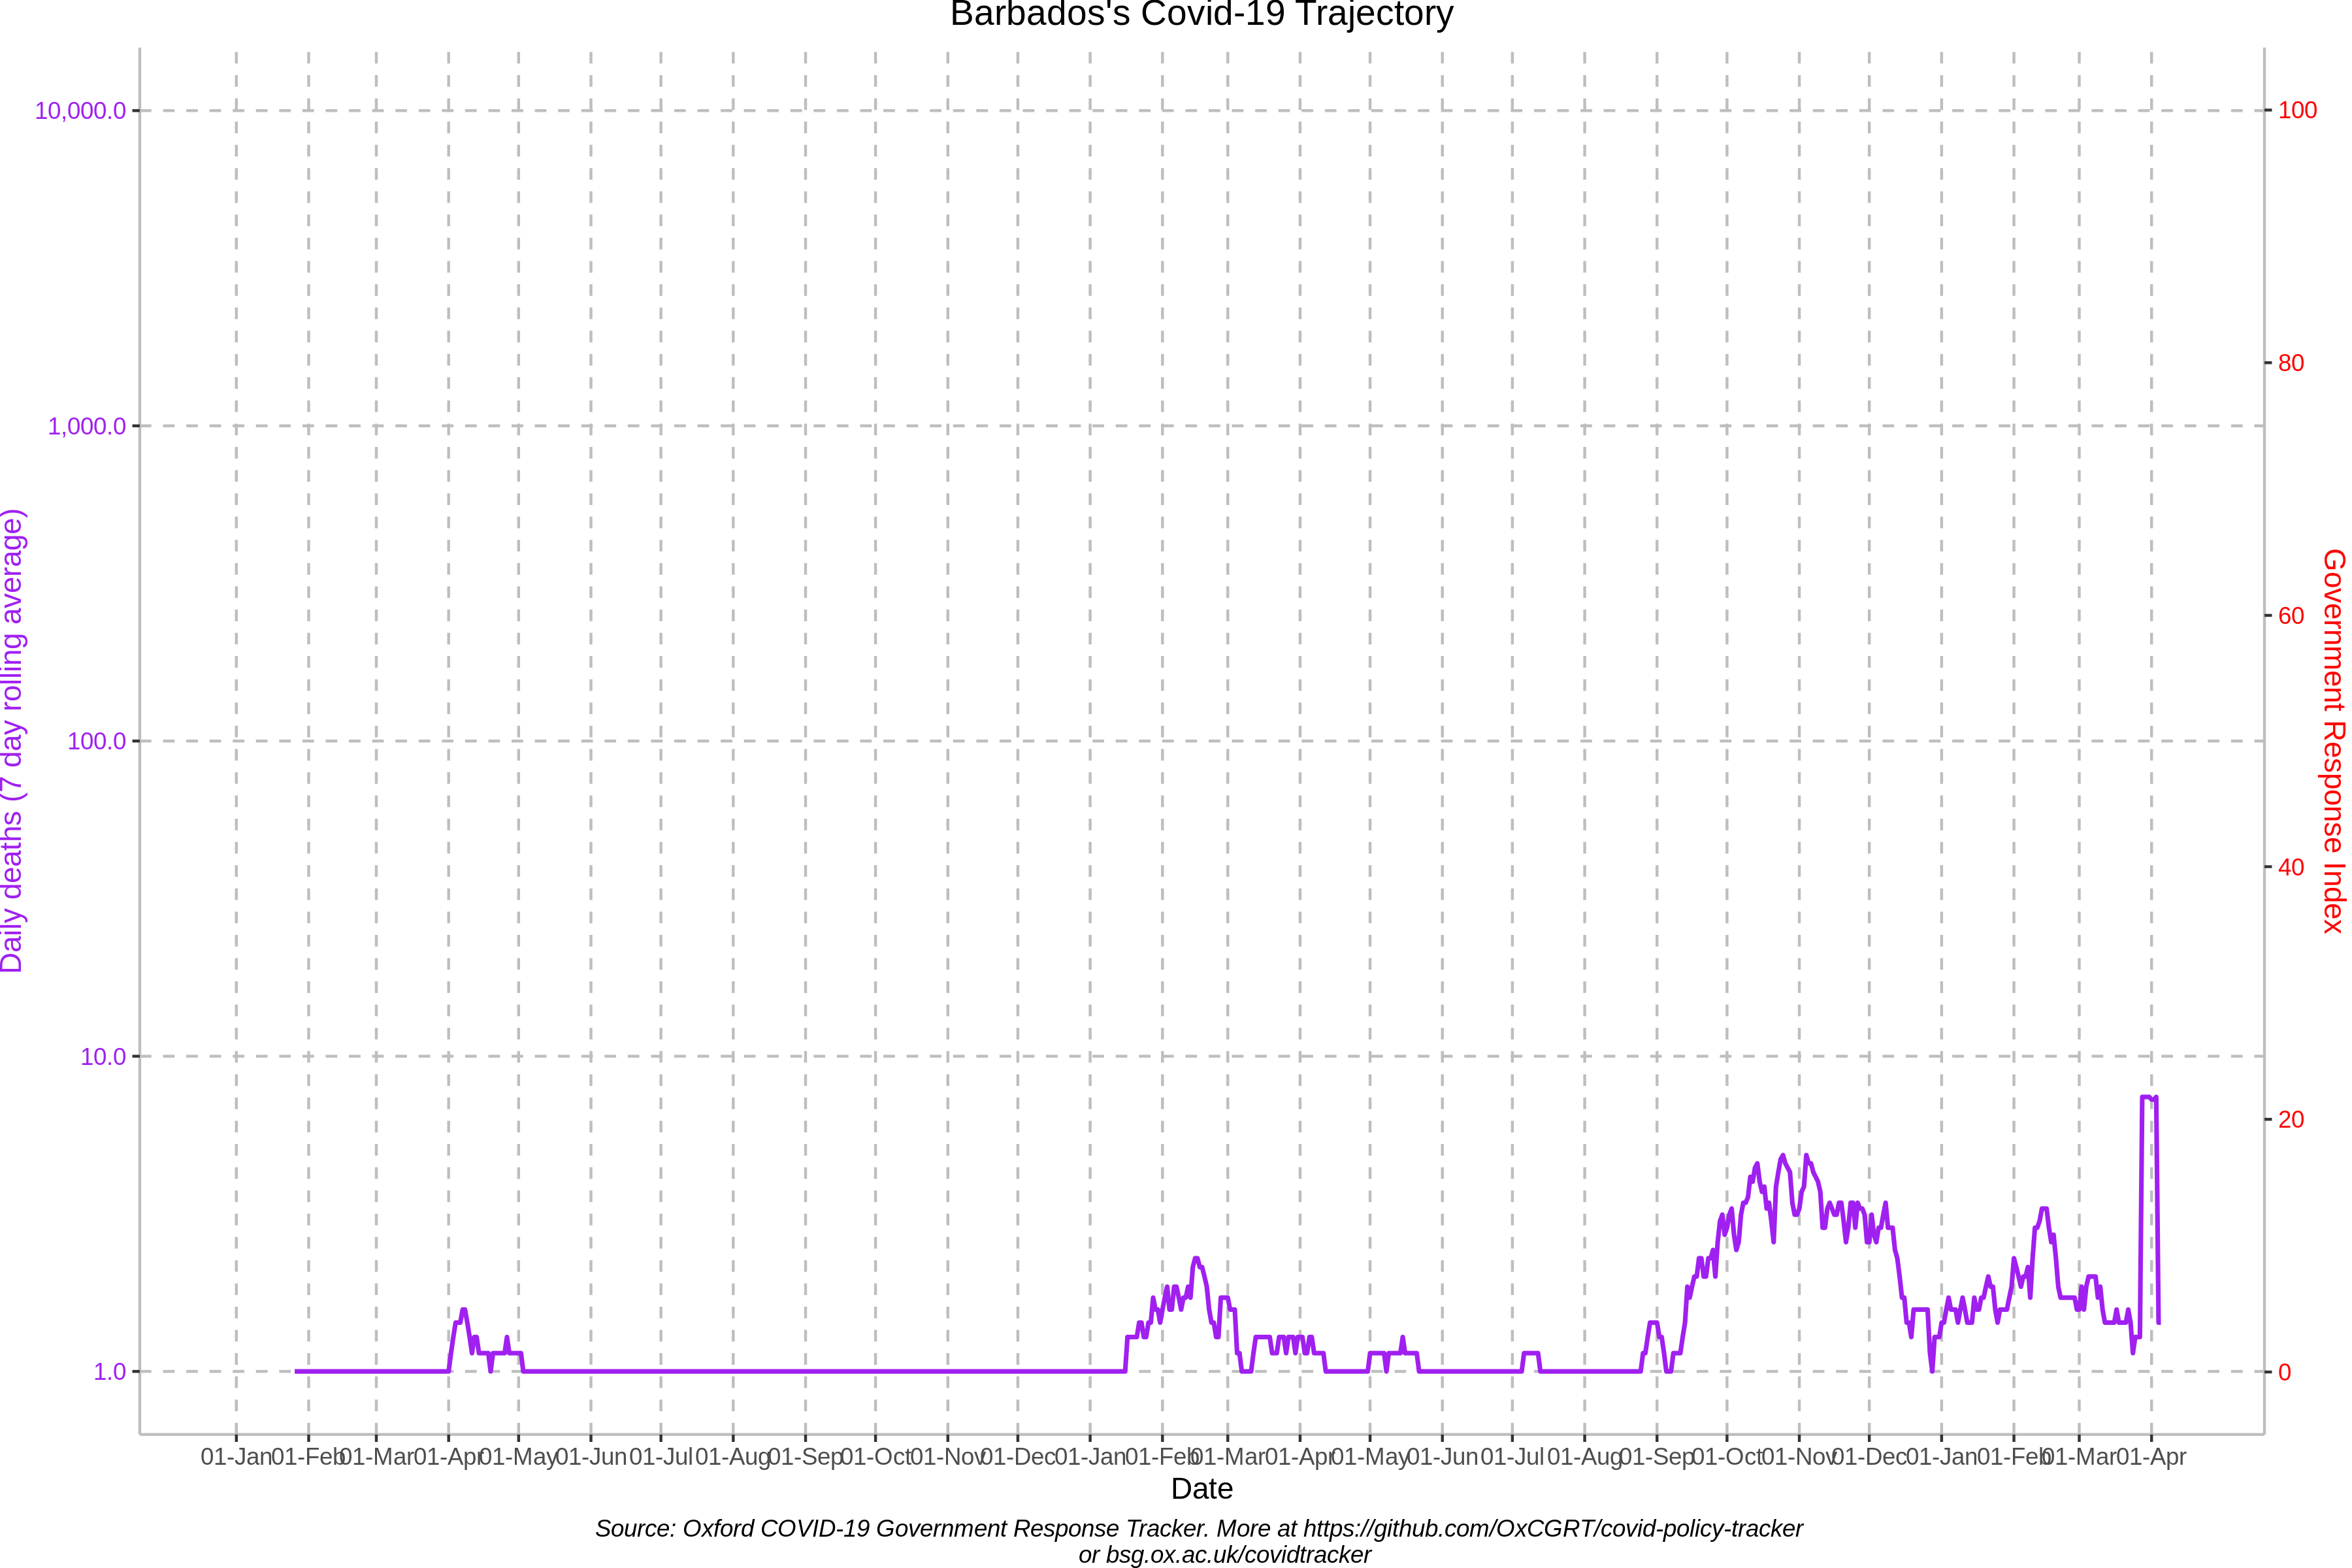 Barbados's Covid-19 Trajectory
10,000.0
1,000.0
100.0
10.0
1.0
Daily deaths (7 day rolling average)
100
80
60
40
20
0
Government Response Index
01-Jan 01-Feb 01-Mar 01-Apr 01-May 01-Jun 01-Jul 01-Aug 01-Sep 01-Oct 01-Nov 01-Dec 01-Jan 01-Feb 01-Mar 01-Apr 01-May 01-Jun 01-Jul 01-Aug 01-Sep 01-Oct 01-Nov 01-Dec 01-Jan 01-Feb 01-Mar 01-Apr
Date
Source: Oxford COVID-19 Government Response Tracker. More at https://github.com/OxCGRT/covid-policy-tracker
or bsg.ox.ac.uk/covidtracker